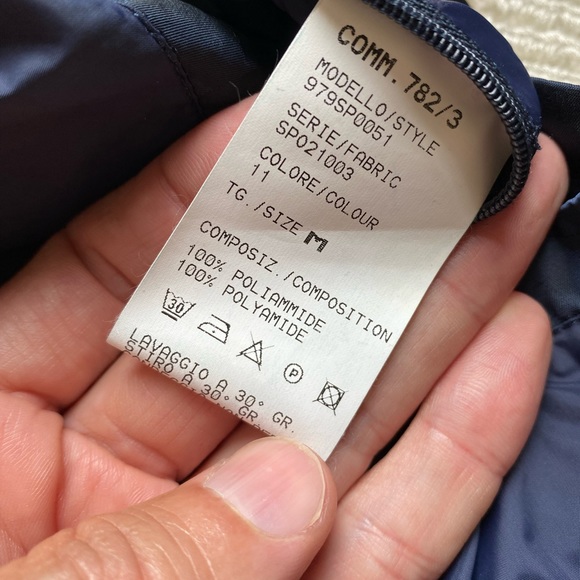 COMM. 782/3
MODELLO/STYLE
979SP0051
SERIE/FABRIC
SP021003
COLORE/COLOUR
11
TG./SIZE M
COMPOSIZ./COMPOSITION
100% POLIAMMIDE
100% POLYAMIDE
30
P
LAVAGGIO A 30° GR.
STIRO A 30° GR.